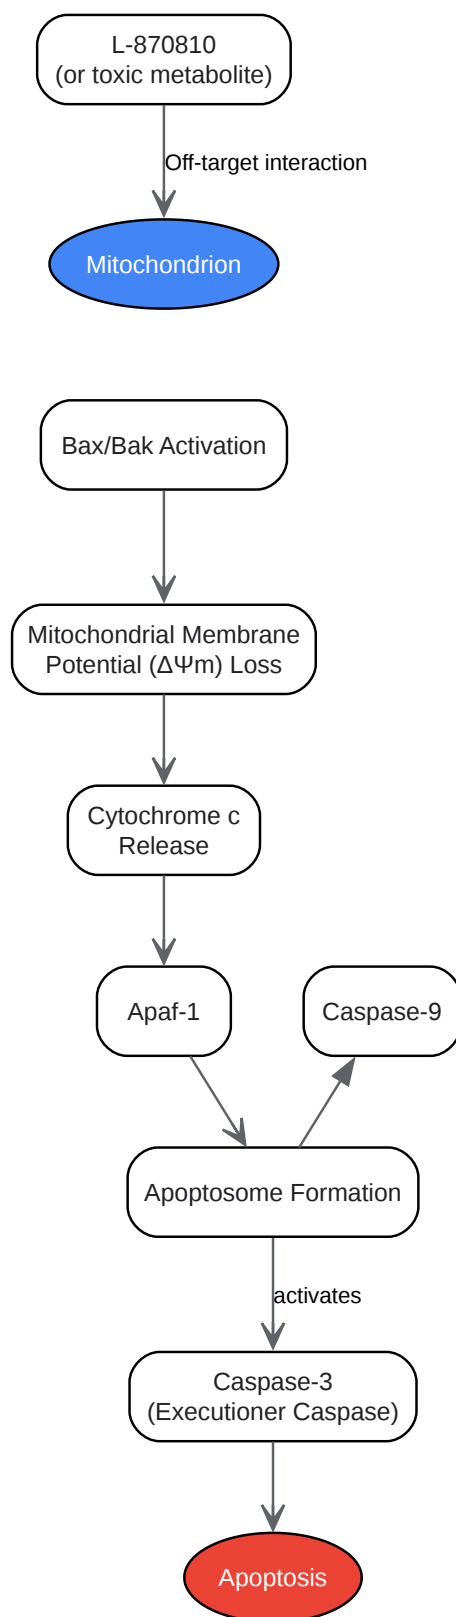 L-870810
(or toxic metabolite)
Off-target interaction
Mitochondrion
Bax/Bak Activation
Mitochondrial Membrane
Potential (ΔΨm) Loss
Cytochrome c
Release
Apaf-1
Caspase-9
Apoptosome Formation
activates
Caspase-3
(Executioner Caspase)
Apoptosis